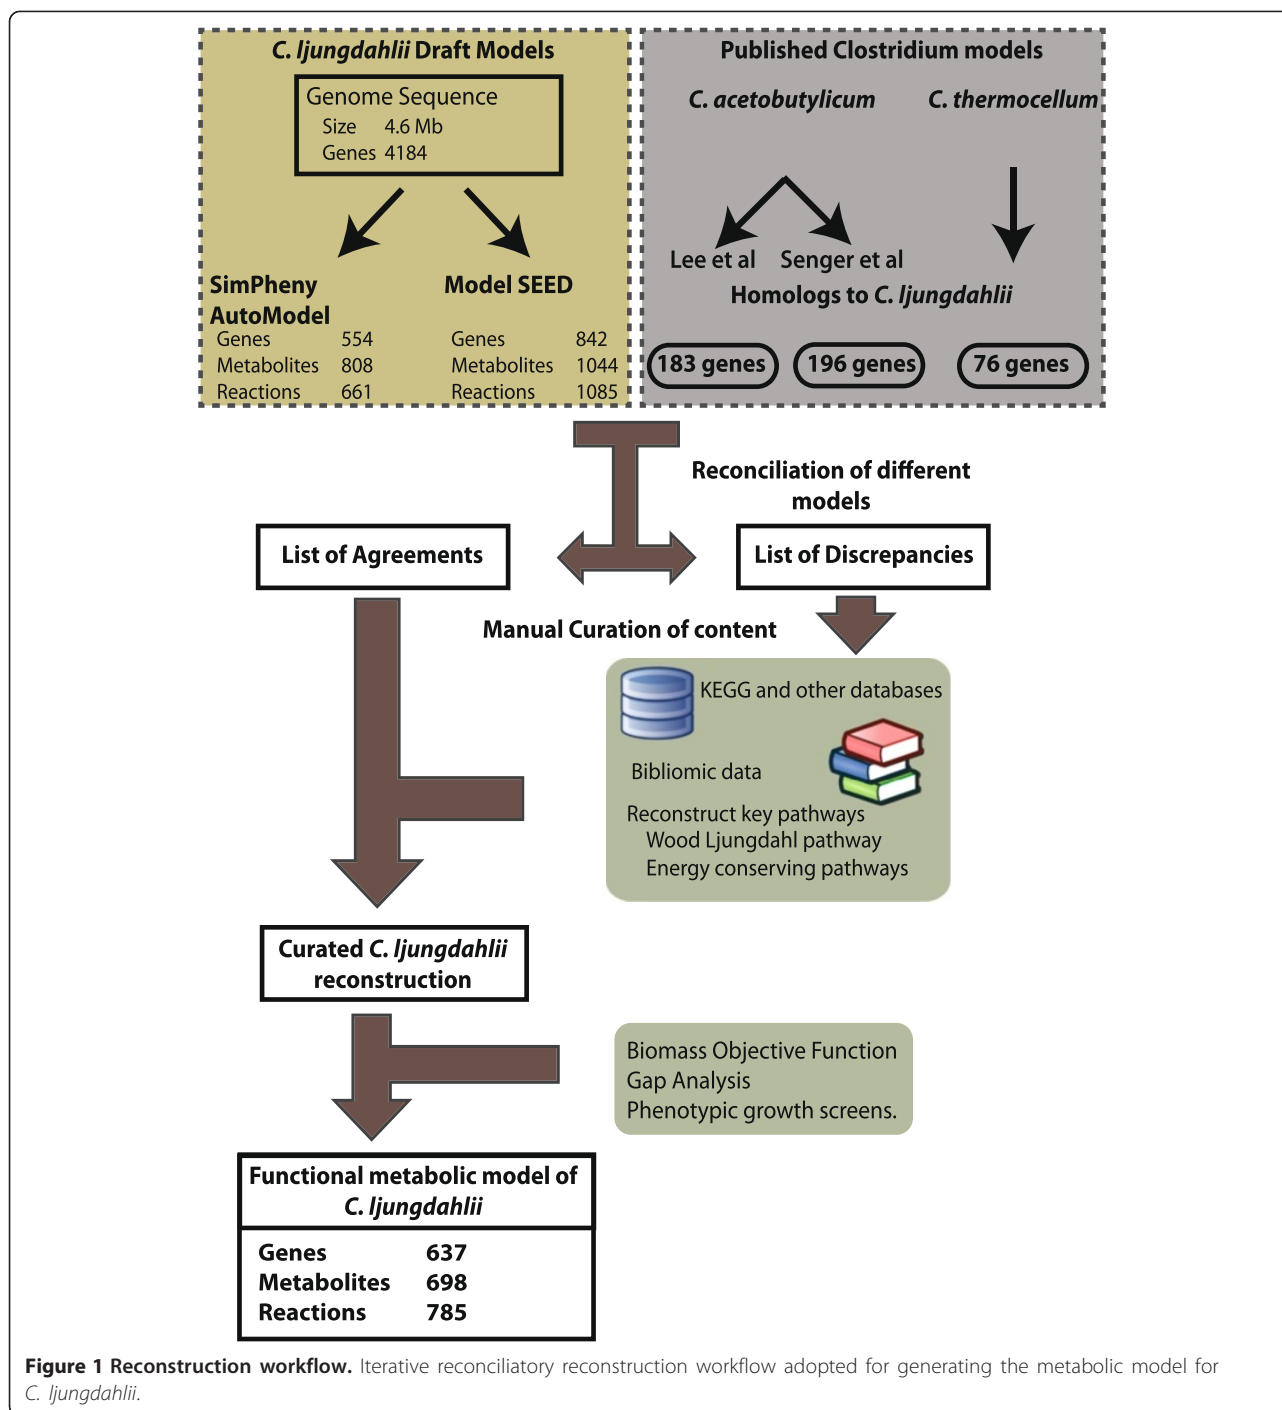 C. ljungdahlii Draft Models
Genome Sequence
Size 4.6 Mb
Genes 4184
SimPheny
AutoModel
Genes 554
Metabolites 808
Reactions 661
Model SEED
Genes 842
Metabolites 1044
Reactions 1085
Published Clostridium models
C. acetobutylicum
C. thermocellum
Lee et al
Senger et al
Homologs to C. ljungdahlii
183 genes
196 genes
76 genes
Reconciliation of different
models
List of Agreements
List of Discrepancies
Manual Curation of content
KEGG and other databases
Bibliomic data
Reconstruct key pathways
Wood Ljungdahl pathway
Energy conserving pathways
Curated C. ljungdahlii
reconstruction
Biomass Objective Function
Gap Analysis
Phenotypic growth screens.
Functional metabolic model of
C. ljungdahlii
Genes 637
Metabolites 698
Reactions 785
Figure 1 Reconstruction workflow. Iterative reconciliatory reconstruction workflow adopted for generating the metabolic model for
C. ljungdahlii.